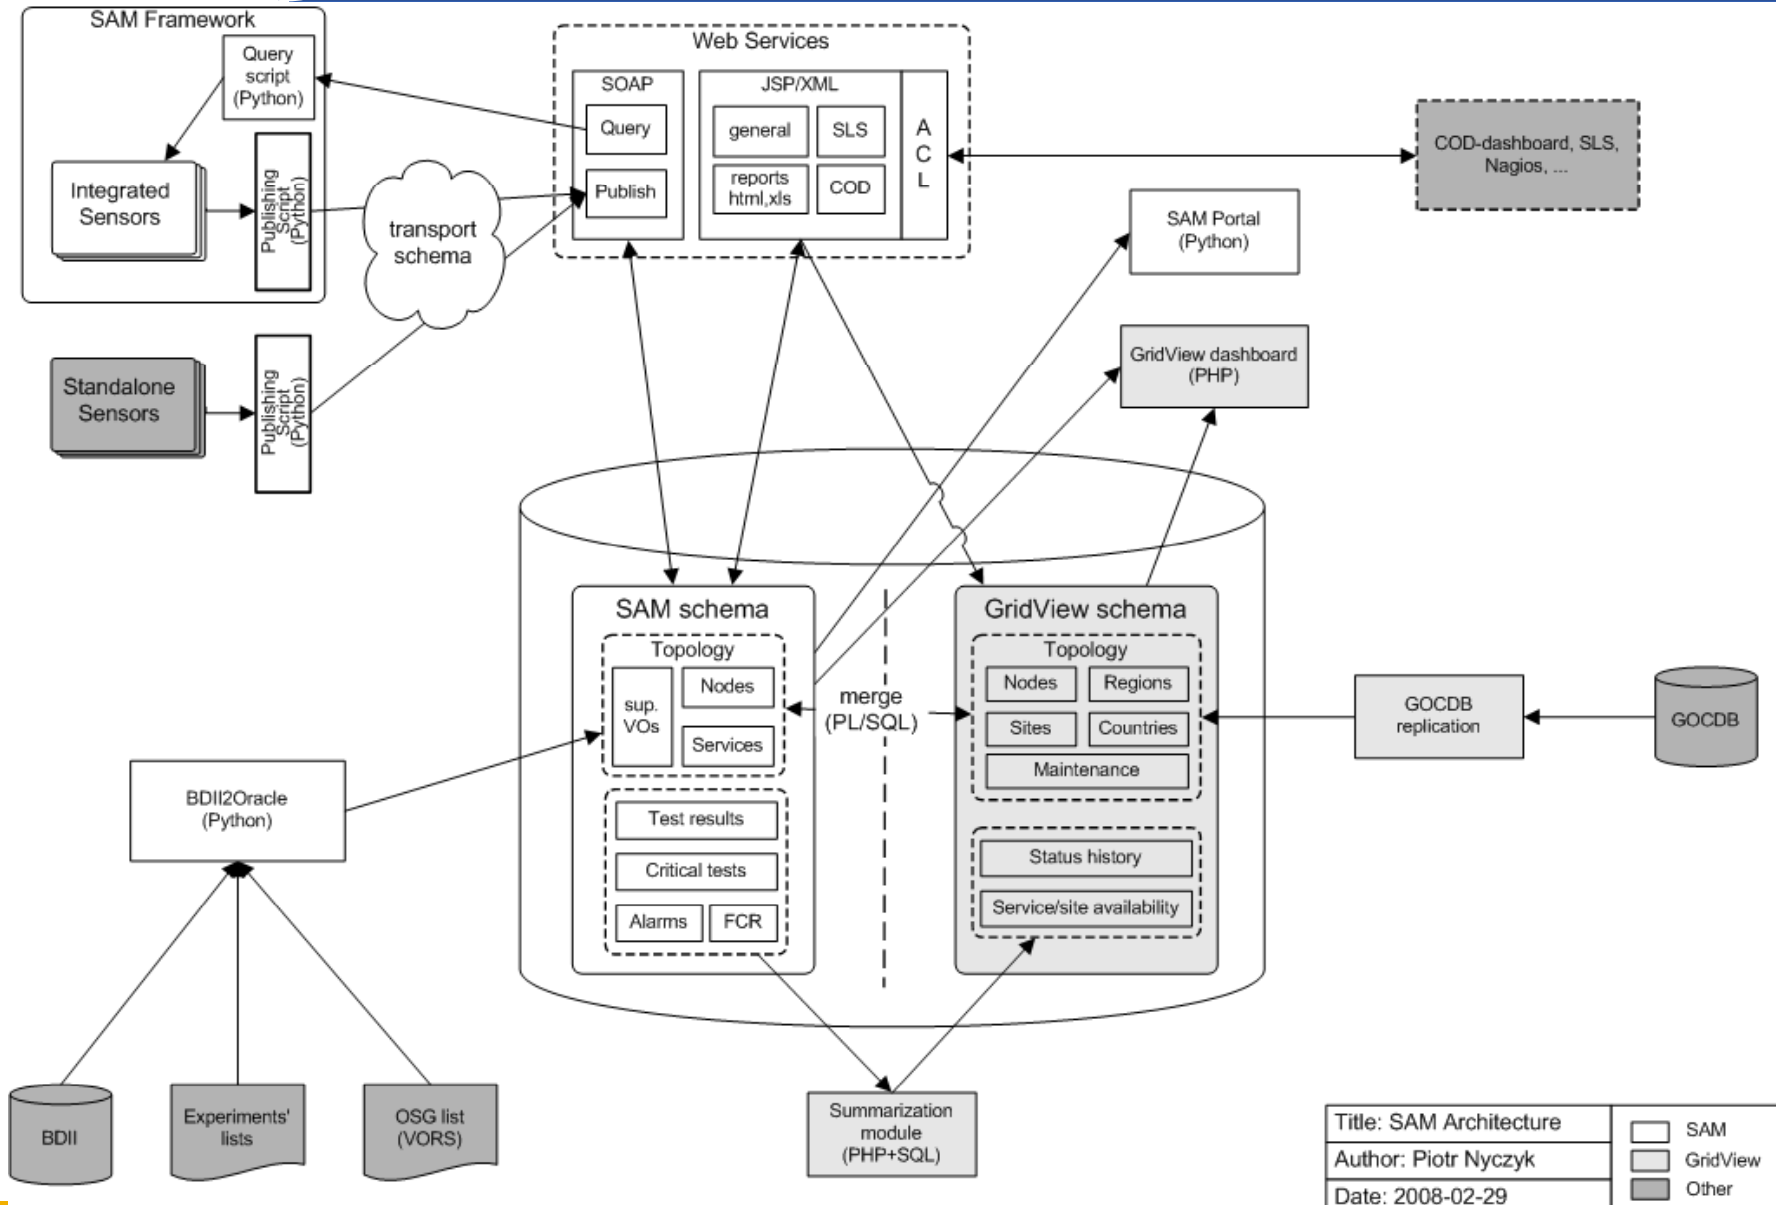 SAM Framework
Query
script
(Python)
Integrated
Sensors
Publishing
Script
(Python)
transport
schema
Standalone
Sensors
Publishing
Script
(Python)
Web Services
SOAP
Query
Publish
JSP/XML
general
SLS
reports
html,xls
COD
A
C
L
COD-dashboard, SLS,
Nagios, ...
SAM Portal
(Python)
GridView dashboard
(PHP)
SAM schema
Topology
sup.
VOs
Nodes
Services
Test results
Critical tests
Alarms
FCR
merge
(PL/SQL)
GridView schema
Topology
Nodes
Regions
Sites
Countries
Maintenance
Status history
Service/site availability
GOCDB
replication
GOCDB
BDII2Oracle
(Python)
BDII
Experiments'
lists
OSG list
(VORS)
Summarization
module
(PHP+SQL)
Title: SAM Architecture
Author: Piotr Nyczyk
Date: 2008-02-29
SAM
GridView
Other